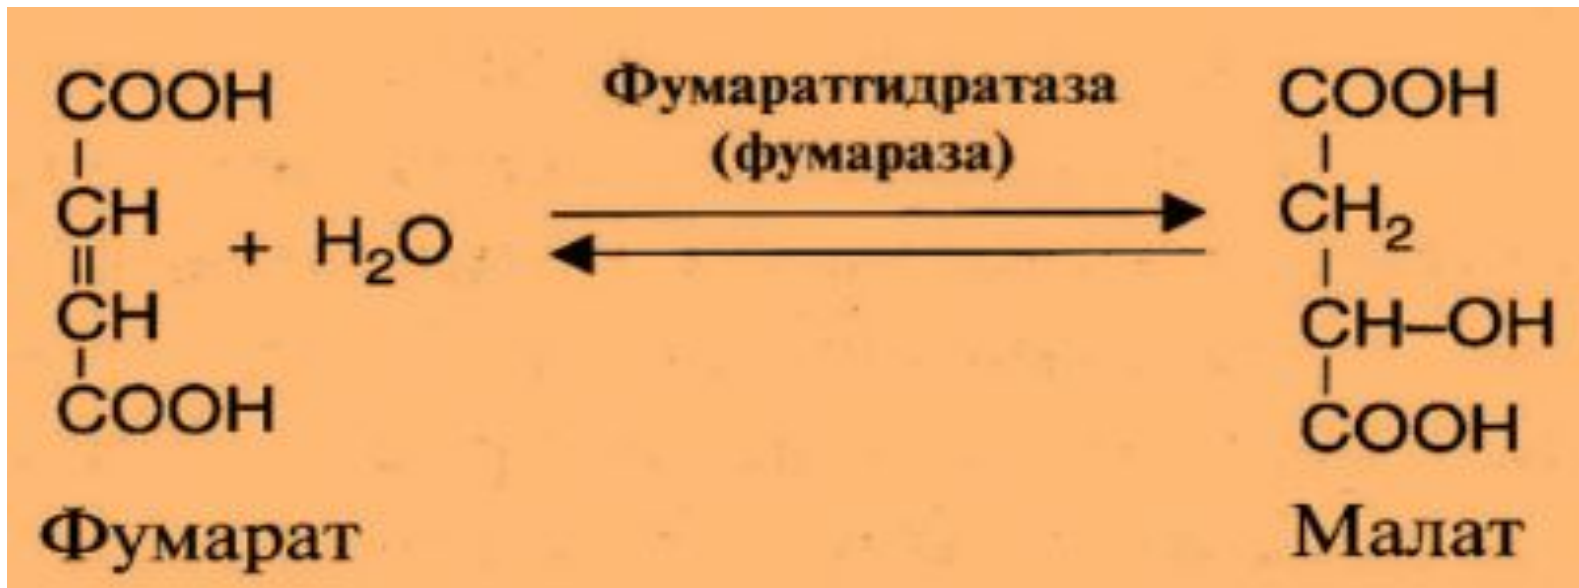 COOH
CH
CH
COOH
+ H₂O
Фумарат
Фумаратгидратаза
(фумараза)
COOH
CH₂
CH–OH
COOH
Малат